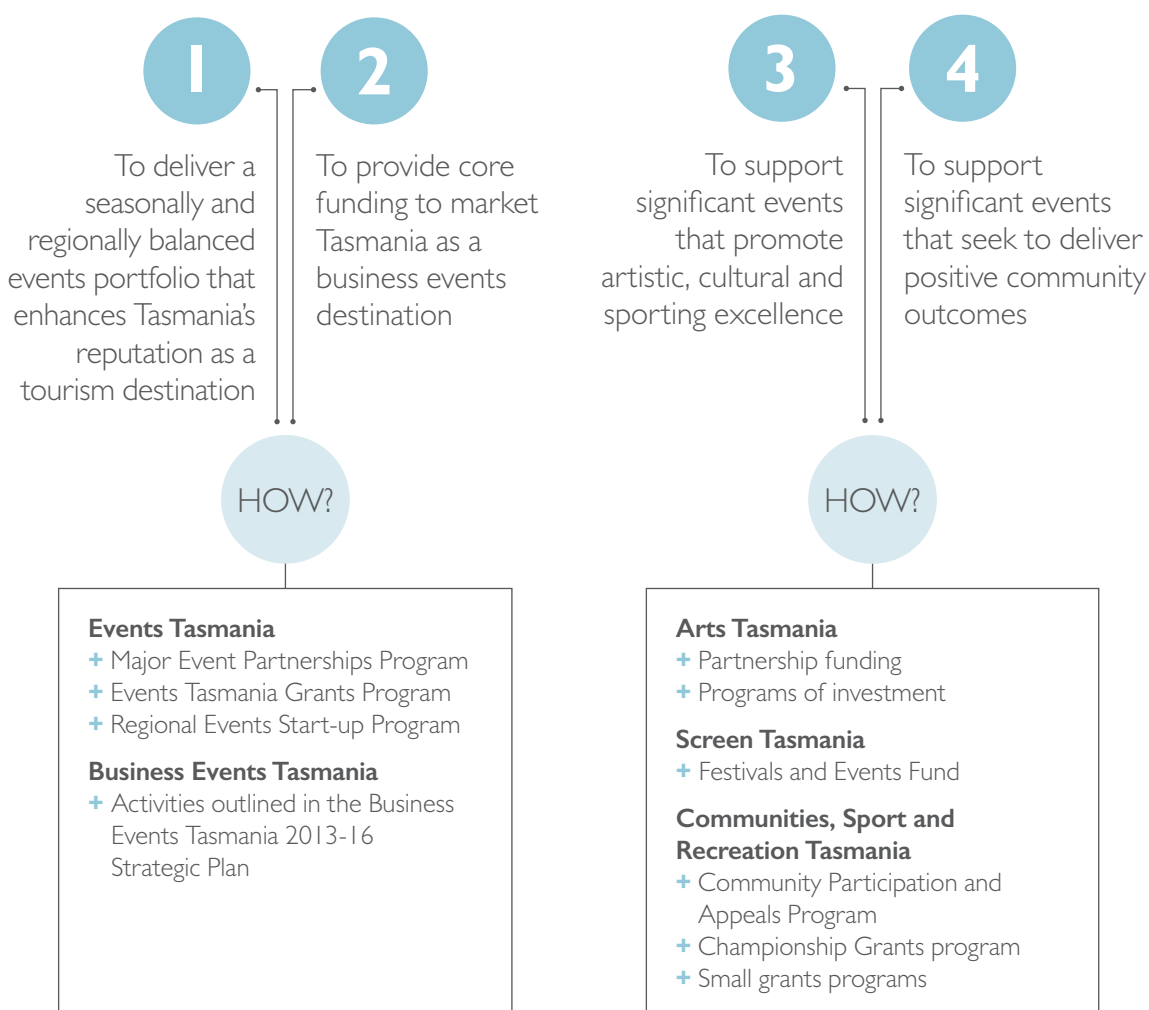 1
To deliver a
seasonally and
regionally balanced
events portfolio that
enhances Tasmania's
reputation as a
tourism destination
2
To provide core
funding to market
Tasmania as a
business events
destination
HOW?
Events Tasmania
+ Major Event Partnerships Program
+ Events Tasmania Grants Program
+ Regional Events Start-up Program
Business Events Tasmania
+ Activities outlined in the Business
Events Tasmania 2013-16
Strategic Plan
3
To support
significant events
that promote
artistic, cultural and
sporting excellence
4
To support
significant events
that seek to deliver
positive community
outcomes
HOW?
Arts Tasmania
+ Partnership funding
+ Programs of investment
Screen Tasmania
+ Festivals and Events Fund
Communities, Sport and
Recreation Tasmania
+ Community Participation and
Appeals Program
+ Championship Grants program
+ Small grants programs